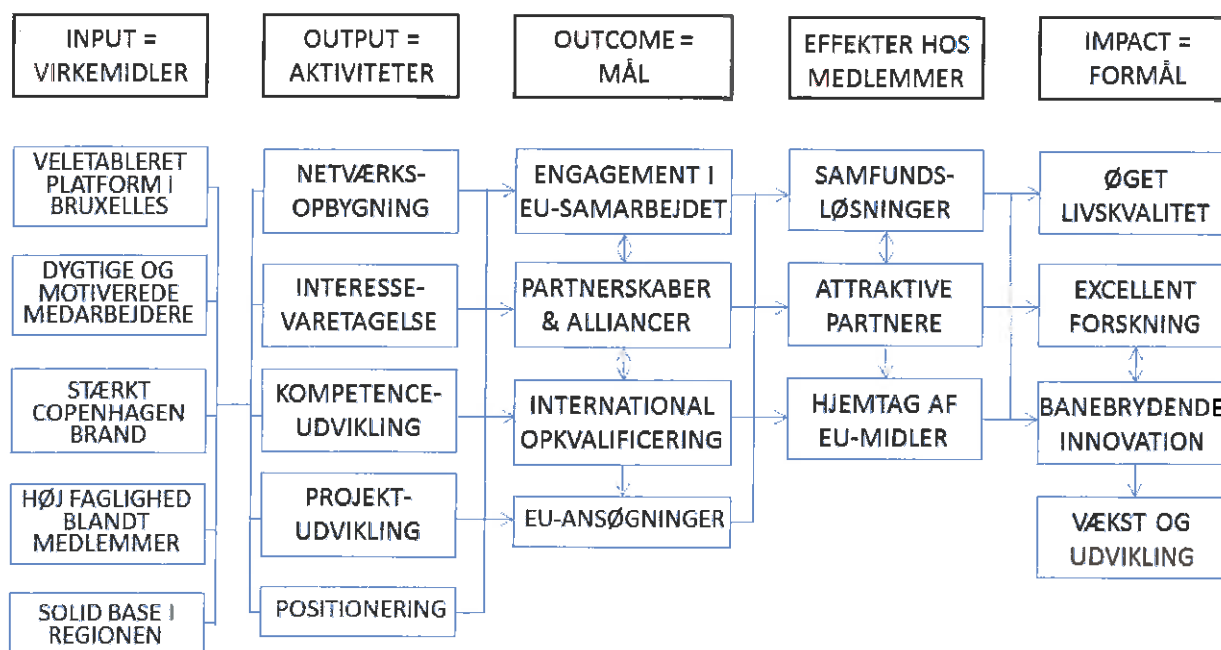 INPUT =
VIRKEMIDLER
OUTPUT =
AKTIVITETER
OUTCOME =
MÅL
EFFEKTER HOS
MEDLEMMER
IMPACT =
FORMÅL
VELETABLERET
PLATFORM I
BRUXELLES
DYGTIGE OG
MOTIVEREDE
MEDARBEJDERE
STÆRKT
COPENHAGEN
BRAND
HØJ FAGLIGHED
BLANDT
MEDLEMMER
SOLID BASE I
REGIONEN
NETVÆRKS-
OPBYGNING
INTERESSE-
VARETAGELSE
KOMPETENCE-
UDVIKLING
PROJEKT-
UDVIKLING
POSITIONERING
ENGAGEMENT I
EU-SAMARBEJDET
PARTNERSKABER
& ALLIANCER
INTERNATIONAL
OPKVALIFICERING
EU-ANSØGNINGER
SAMFUNDS-
LØSNINGER
ATTRAKTIVE
PARTNERE
HJEMTAG AF
EU-MIDLER
ØGET
LIVSKVALITET
EXCELLENT
FORSKNING
BANEBRYDENDE
INNOVATION
VÆKST OG
UDVIKLING